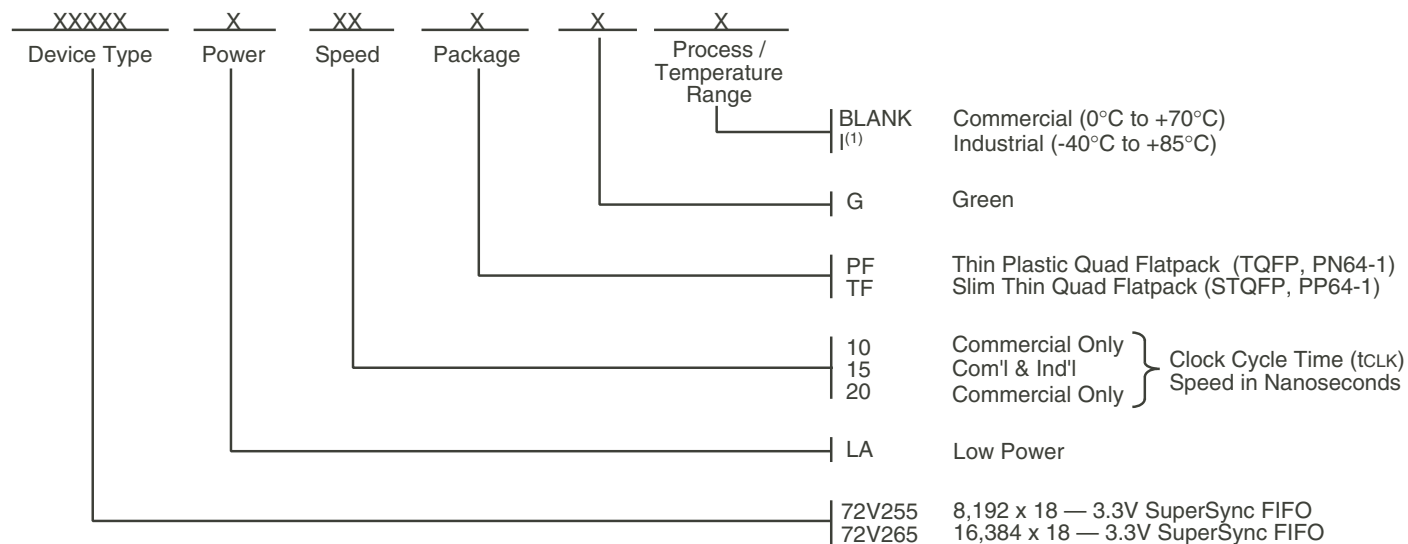 XXXXX X XX X X X
Device Type Power Speed Package Process /
Temperature
Range
BLANK Commercial (0°C to +70°C)
I(1) Industrial (-40°C to +85°C)
G Green
PF Thin Plastic Quad Flatpack (TQFP, PN64-1)
TF Slim Thin Quad Flatpack (STQFP, PP64-1)
10 Commercial Only
15 Com'l & Ind'l
20 Commercial Only
Clock Cycle Time (tCLK)
Speed in Nanoseconds
LA Low Power
72V255 8,192 x 18 — 3.3V SuperSync FIFO
72V265 16,384 x 18 — 3.3V SuperSync FIFO